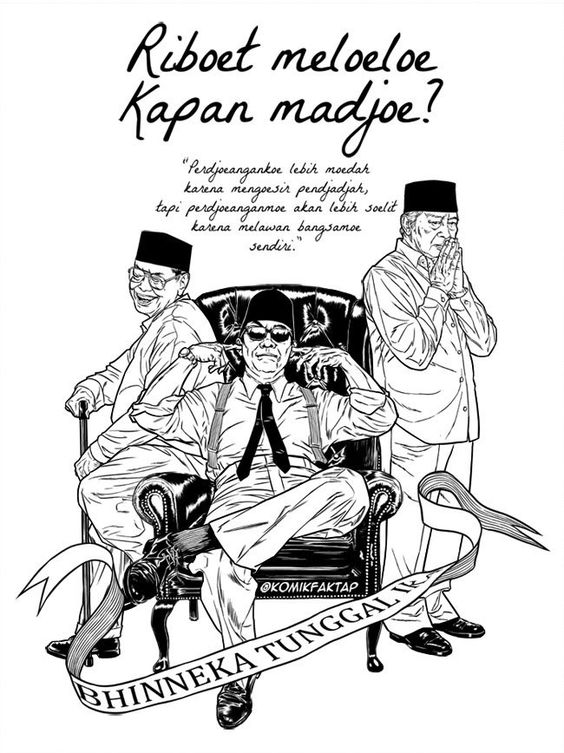 Riboet meloeloe
Kapan madjoe?
"Perdjoeangankoe lebih moedah
karena mengoesir pendjadjah,
tapi perdjoeanganmoe akan lebih soelit
karena melawan bangsamoe
sendiri."
@KOMIKFAKTAP
BHINNEKA TUNGGAL